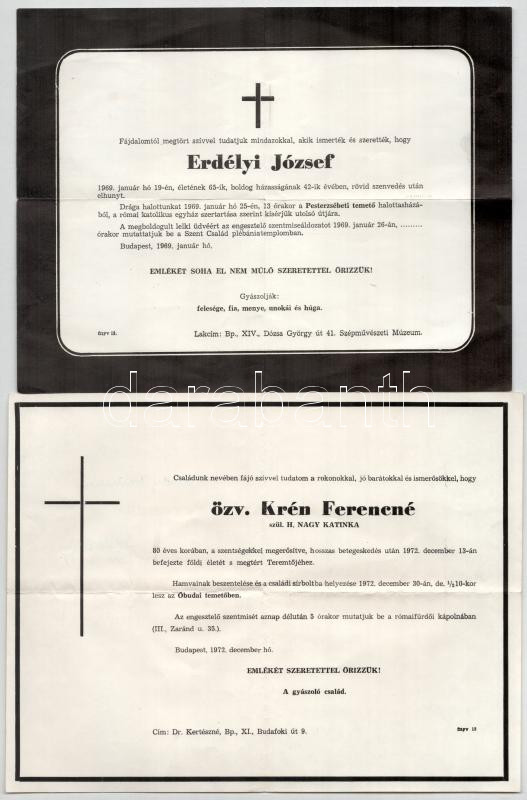 Fájdalomtól megtört szívvel tudatjuk mindazokkal, akik ismerték és szerették, hogy
Erdélyi József
1969. január hó 19-én, életének 65-ik, boldog házasságának 42-ik évében, rövid szenvedés után
elhunyt.
Drága halottunkat 1969. január hó 25-én, 13 órakor a Pesterzsébeti temető halottasházá-
ból, a római katolikus egyház szertartása szerint kísérjük utolsó útjára.
A megboldogult lelki üdvéért az engesztelő szentmiseáldozatot 1969. január 26-án, .........
órakor mutattatjuk be a Szent Család plébániatemplomban.
Budapest, 1969. január hó.
EMLÉKÉT SOHA EL NEM MÚLÓ SZERETETTEL ŐRIZZÜK!
Gyászolják:
felesége, fia, menye, unokái és húga.
fnyv 13.
Lakcím: Bp., XIV., Dózsa György út 41. Szépművészeti Múzeum.
darabanth
Családunk nevében fájó szívvel tudatom a rokonokkal, jó barátokkal és ismerősökkel, hogy
özv. Krén Ferencné
szül. H. NAGY KATINKA
80 éves korában, a szentségekkel megerősítve, hosszas betegeskedés után 1972. december 13-án
befejezte földi életét s megtért Teremtőjéhez.
Hamvainak beszentelése és a családi sírboltba helyezése 1972. december 30-án, de. ½10-kor
lesz az Óbudai temetőben.
Az engesztelő szentmisét aznap délután 5 órakor mutatjuk be a rómaifürdői kápolnában
(III., Zaránd u. 35.).
Budapest, 1972. december hó.
EMLÉKÉT SZERETETTEL ŐRIZZÜK!
A gyászoló család.
Cím: Dr. Kertészné, Bp., XI., Budafoki út 9.
fnyv 13